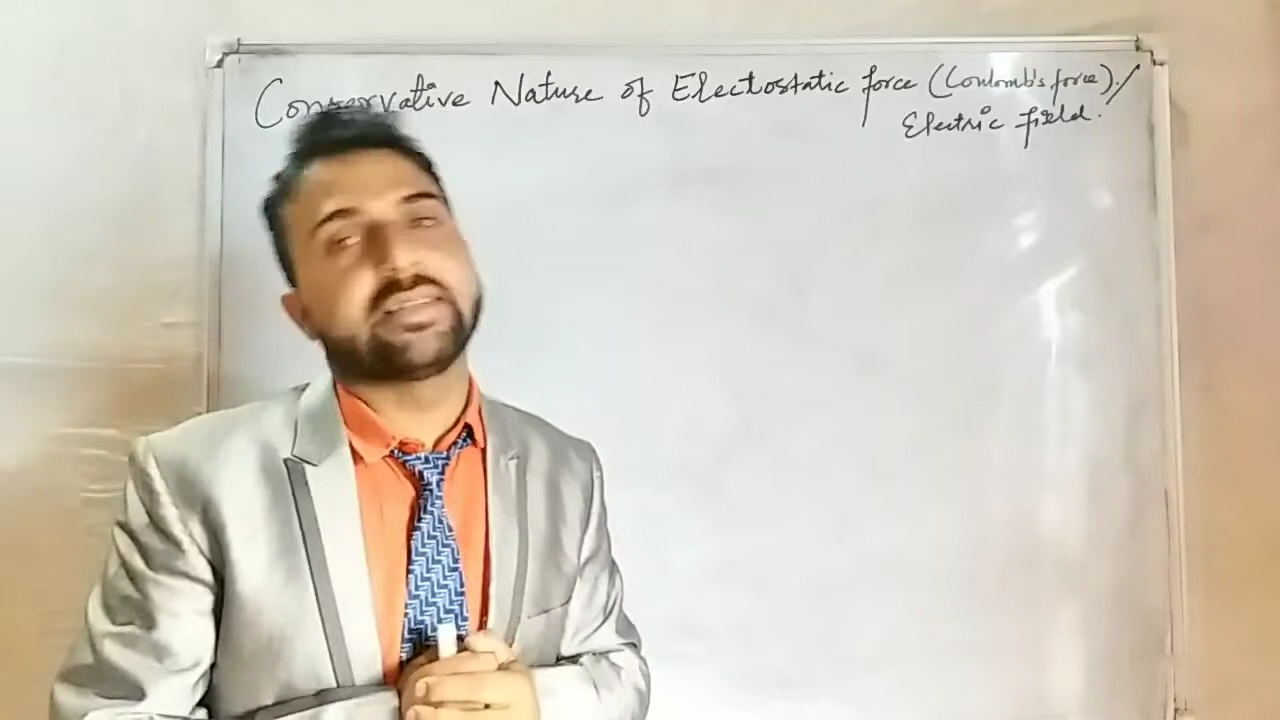 Conservative Nature of Electostatic force (Coulomb's force)./
Electric field.